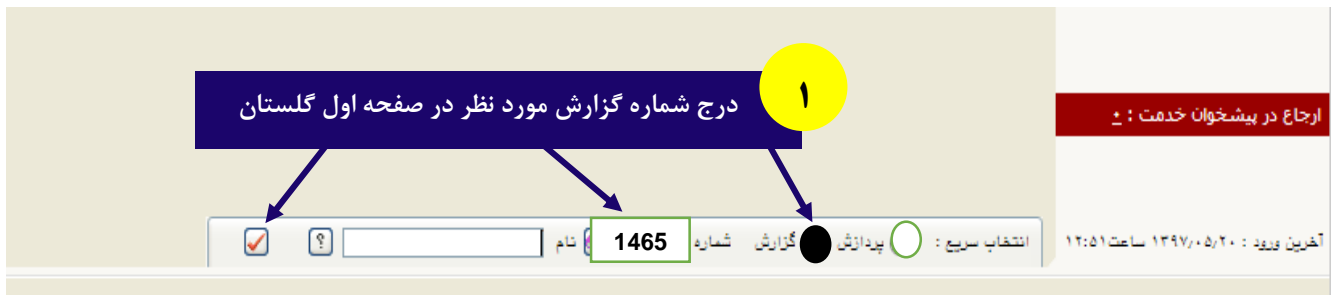 ۱
درج شماره گزارش مورد نظر در صفحه اول گلستان
ارجاع در پیشخوان خدمت : ۰
آخرین ورود : ۱۳۹۷/۰۵/۲۰ ساعت ۱۲:۵۱
انتخاب سریع : پردازش گزارش شماره 1465 نام ؟